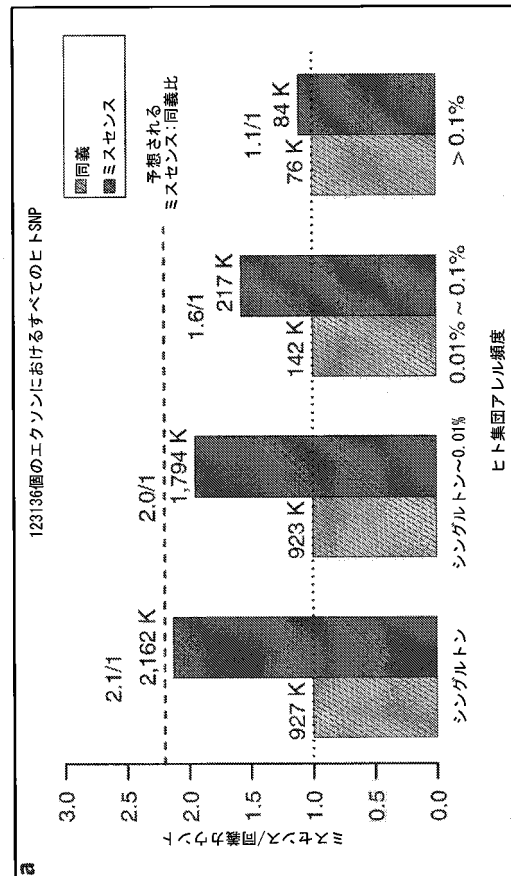 a
123136個のエクソンにおけるすべてのヒトSNP
同義
ミスセンス
予想される
ミスセンス:同義比
ミスセンス/同義カウント
3.0
2.5
2.0
1.5
1.0
0.5
0.0
2.1/1
2,162 K
927 K
2.0/1
1,794 K
923 K
1.6/1
217 K
142 K
1.1/1
84 K
76 K
シングルトン
シングルトン~0.01%
0.01% ~ 0.1%
> 0.1%
ヒト集団アレル頻度